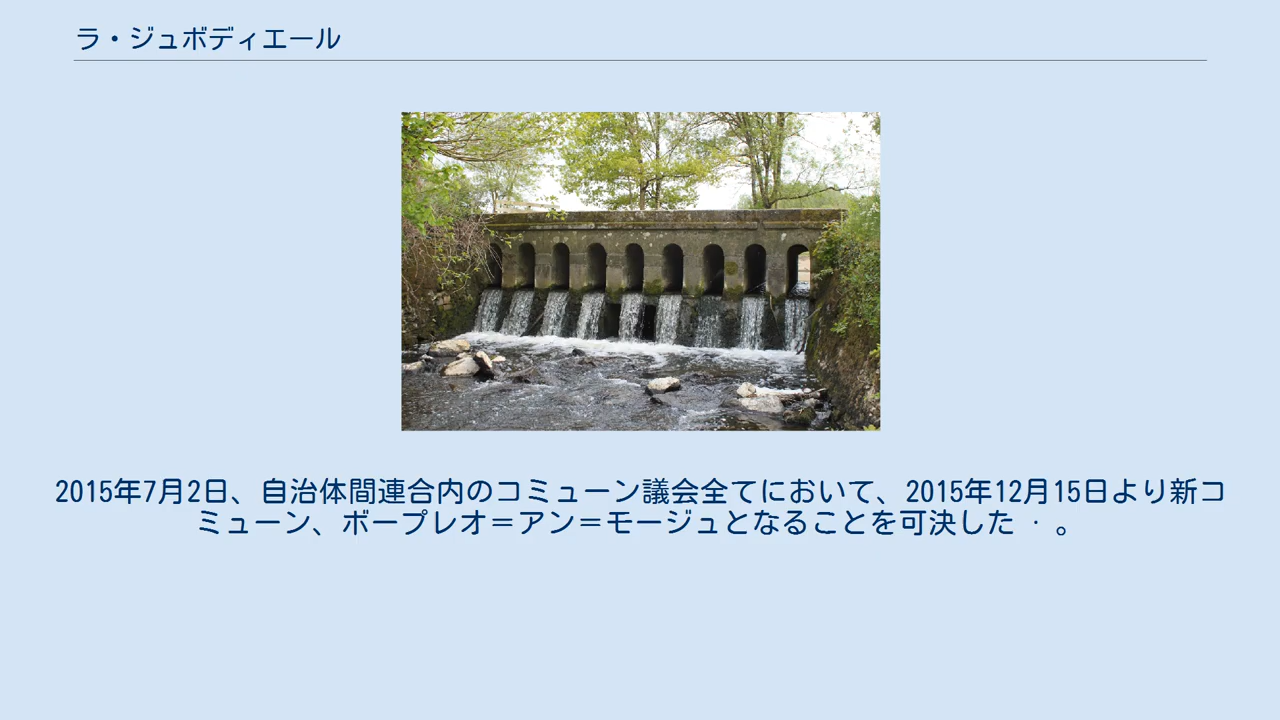 ラ・ジュボディエール
2015年7月2日、自治体間連合内のコミューン議会全てにおいて、2015年12月15日より新コ
ミューン、ボープレオ＝アン＝モージュとなることを可決した · 。